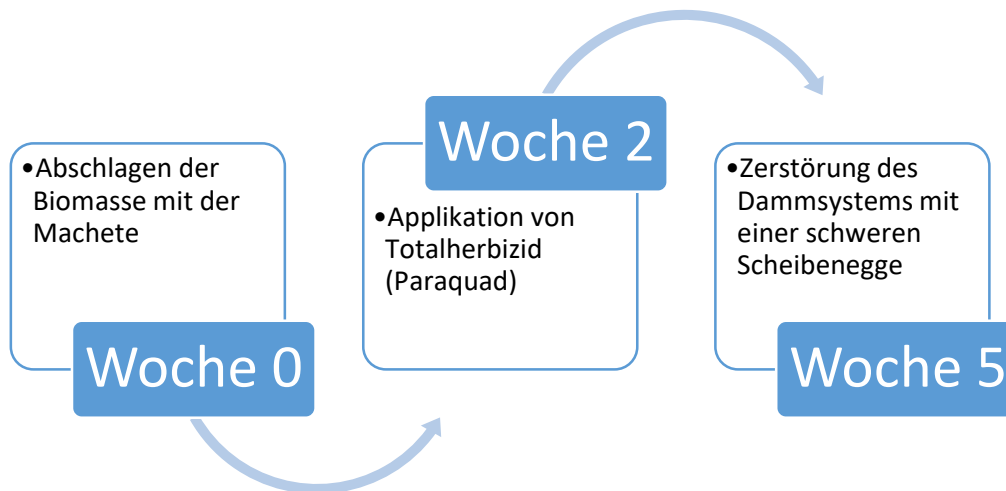 •Abschlagen der
Biomasse mit der
Machete
Woche 0
Woche 2
•Applikation von
Totalherbizid
(Paraquad)
•Zerstörung des
Dammsystems mit
einer schweren
Scheibenegge
Woche 5